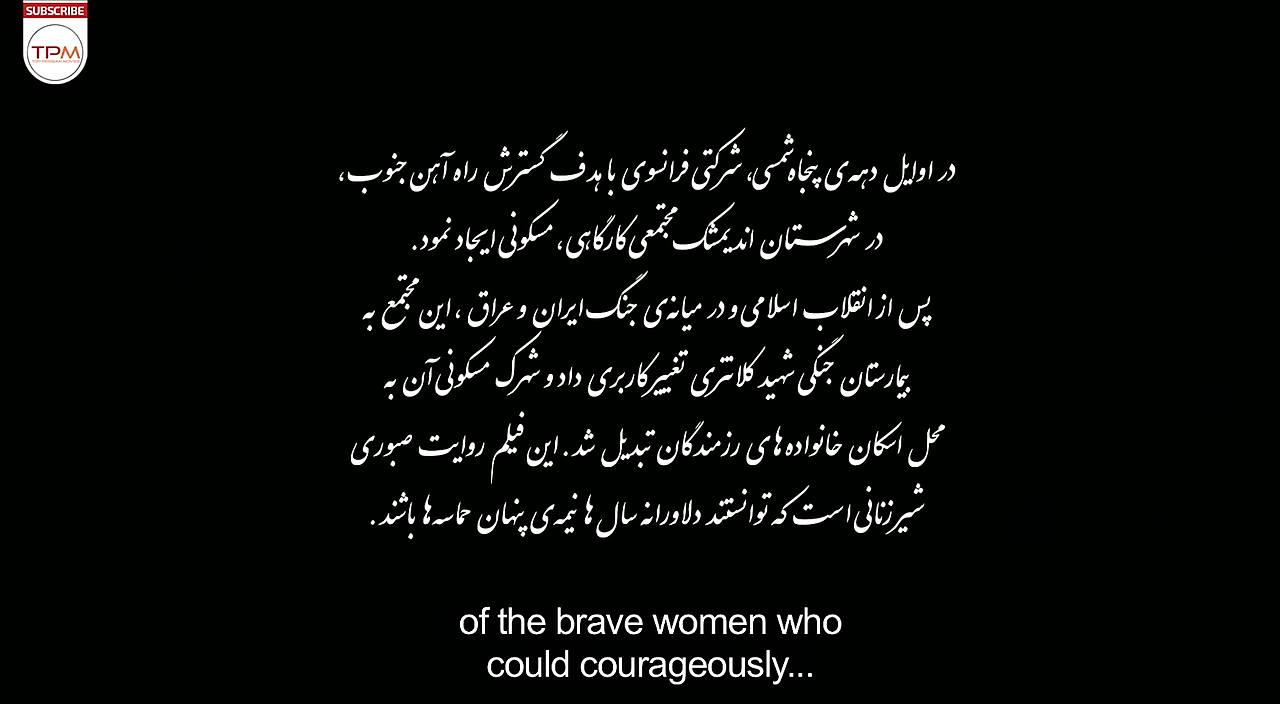 SUBSCRIBE
TPM
TOP PERSIAN MOVIES
در اوایل دهه‌ی پنجاه شمسی، شرکتی فرانسوی با هدف گسترش راه آهن جنوب،
در شهرستان اندیمشک مجتمعی کارگاهی، مسکونی ایجاد نمود.
پس از انقلاب اسلامی و در میانه‌ی جنگ ایران و عراق ، این مجتمع به
بیمارستان جنگی شهید کلانتری تغییر کاربری داد و شهرک مسکونی آن به
محل اسکان خانواده های رزمندگان تبدیل شد . این فیلم روایت صبوری
شیرزنانی است که توانستند دلاورانه سال ها نیمه‌ی پنهان حماسه‌ها باشند .
of the brave women who
could courageously...